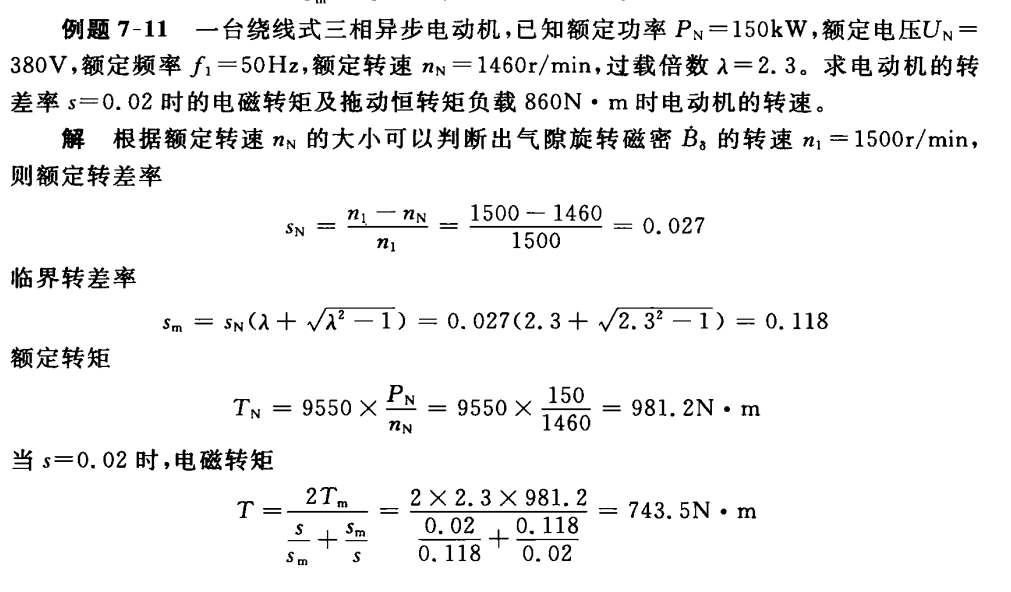 例题 7-11 一台绕线式三相异步电动机,已知额定功率 P_N=150kW,额定电压U_N=
380V,额定频率 f_1=50Hz,额定转速 n_N=1460r/min,过载倍数 λ=2.3。求电动机的转
差率 s=0.02 时的电磁转矩及拖动恒转矩负载 860N·m 时电动机的转速。
解 根据额定转速 n_N 的大小可以判断出气隙旋转磁密 Ḃ_δ 的转速 n_1=1500r/min,
则额定转差率
s_N = (n_1 − n_N)/n_1 = (1500 − 1460)/1500 = 0.027
临界转差率
s_m = s_N(λ + √(λ² − 1)) = 0.027(2.3 + √(2.3² − 1)) = 0.118
额定转矩
T_N = 9550 × P_N/n_N = 9550 × 150/1460 = 981.2N·m
当 s=0.02 时,电磁转矩
T = 2T_m/(s/s_m + s_m/s) = (2 × 2.3 × 981.2)/(0.02/0.118 + 0.118/0.02) = 743.5N·m